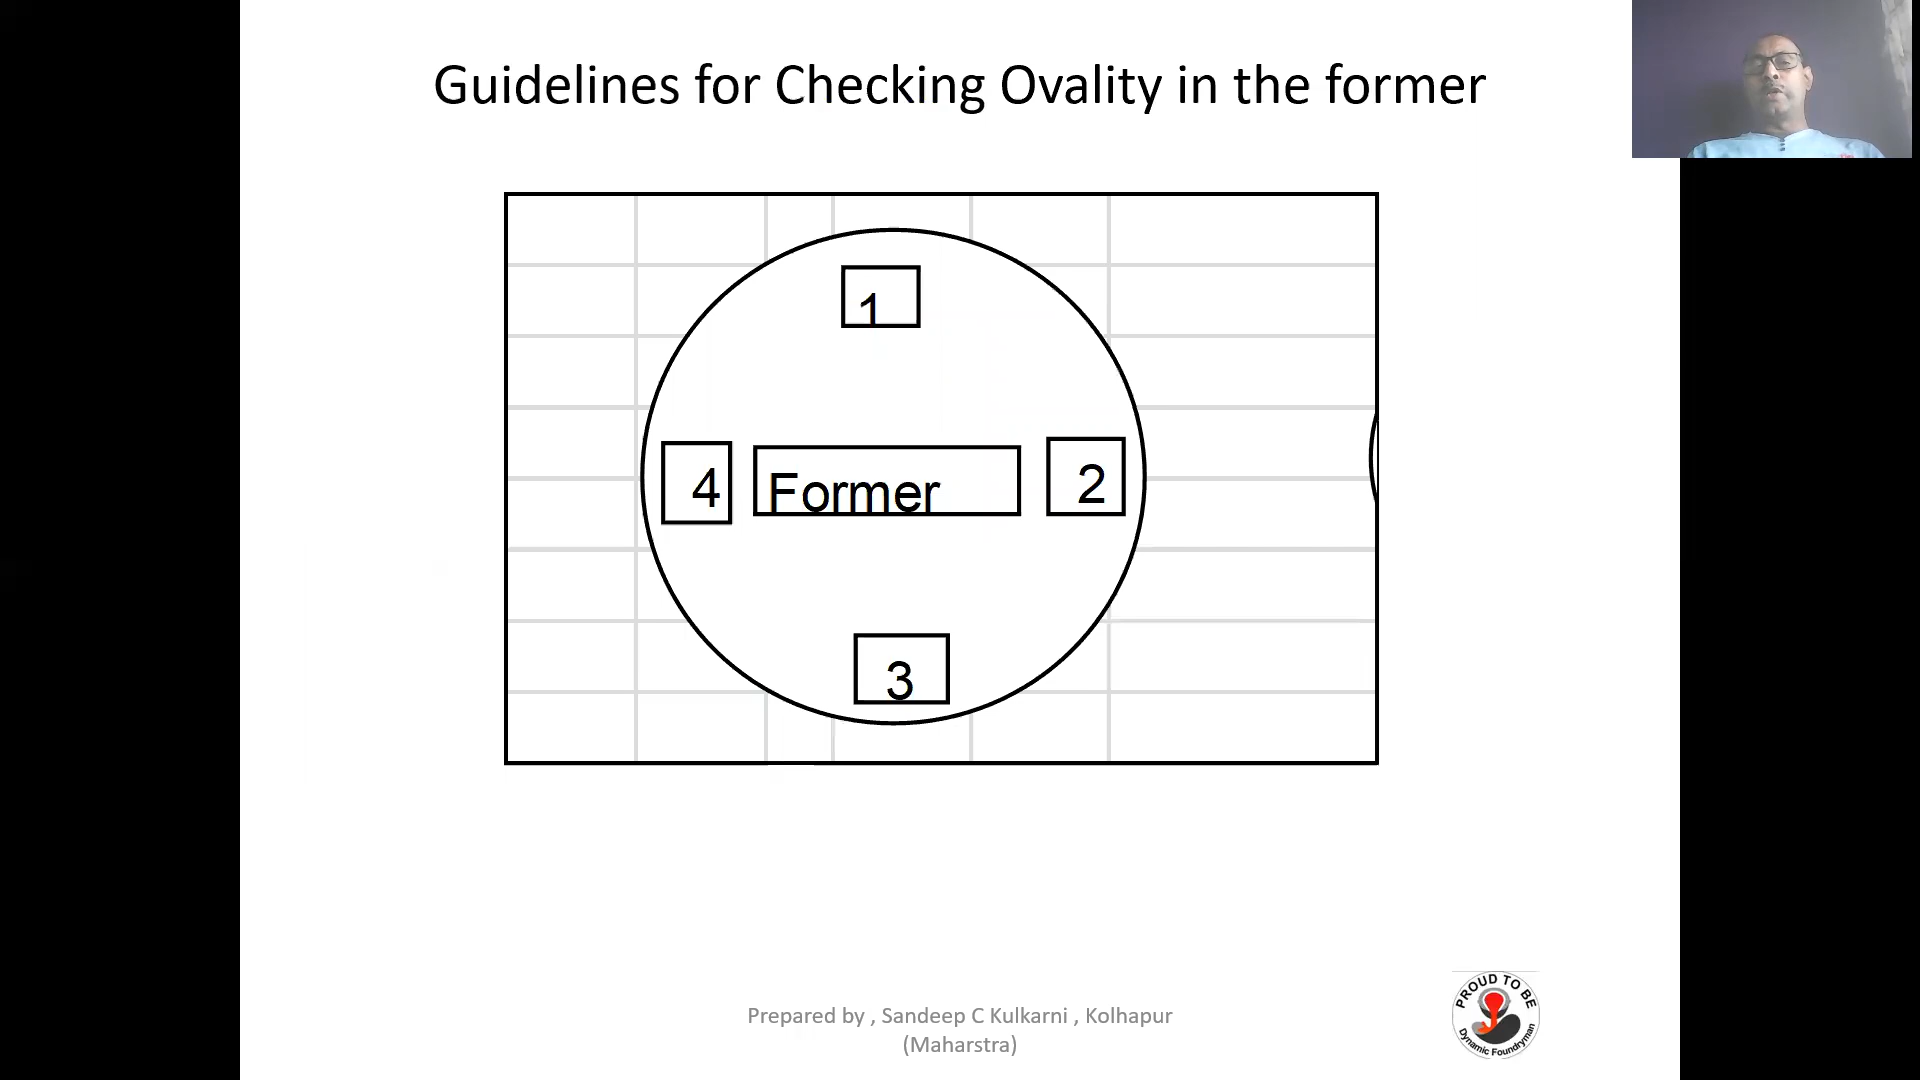 Guidelines for Checking Ovality in the former
1
4
Former
2
3
Prepared by , Sandeep C Kulkarni , Kolhapur
(Maharstra)
PROUD TO BE
Dynamic Foundryman